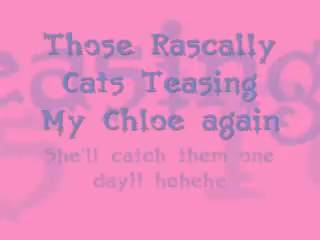 Those Rascally
Cats Teasing
My Chloe again
She'll catch them one
day!! hehehe